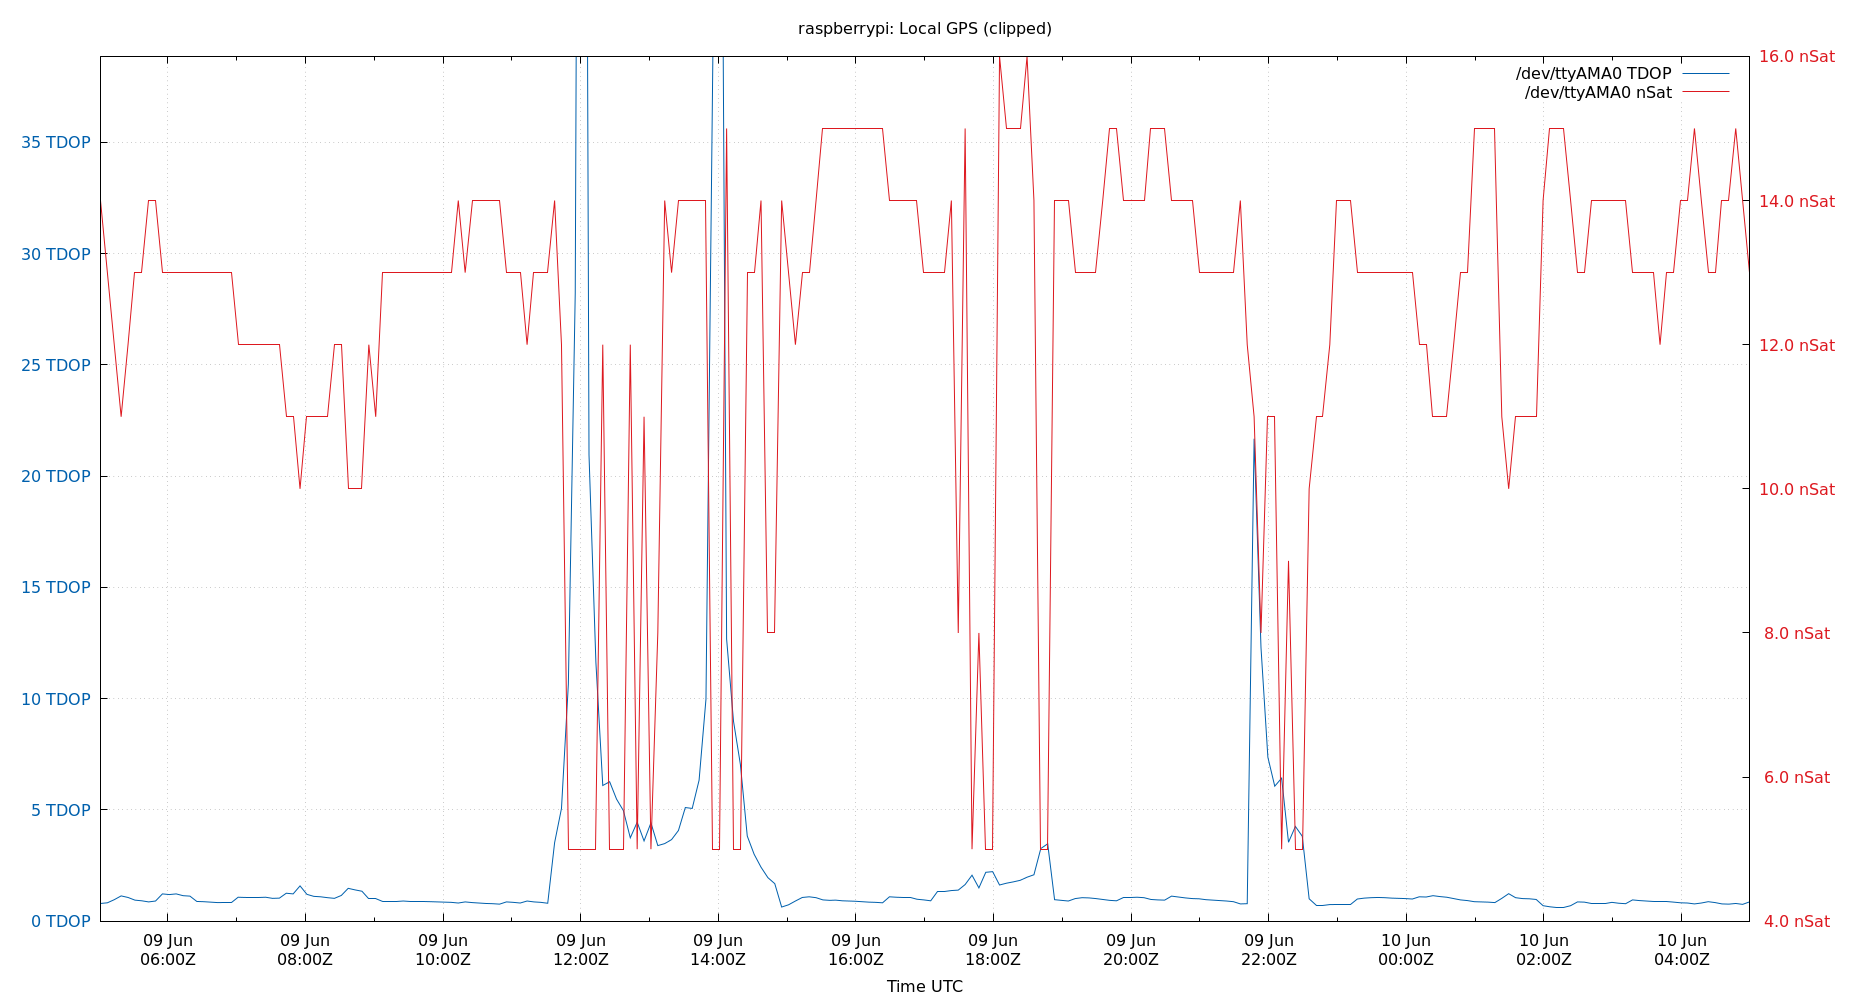 raspberrypi: Local GPS (clipped)
/dev/ttyAMA0 TDOP
/dev/ttyAMA0 nSat
35 TDOP
30 TDOP
25 TDOP
20 TDOP
15 TDOP
10 TDOP
5 TDOP
0 TDOP
16.0 nSat
14.0 nSat
12.0 nSat
10.0 nSat
8.0 nSat
6.0 nSat
4.0 nSat
09 Jun
06:00Z
09 Jun
08:00Z
09 Jun
10:00Z
09 Jun
12:00Z
09 Jun
14:00Z
09 Jun
16:00Z
09 Jun
18:00Z
09 Jun
20:00Z
09 Jun
22:00Z
10 Jun
00:00Z
10 Jun
02:00Z
10 Jun
04:00Z
Time UTC